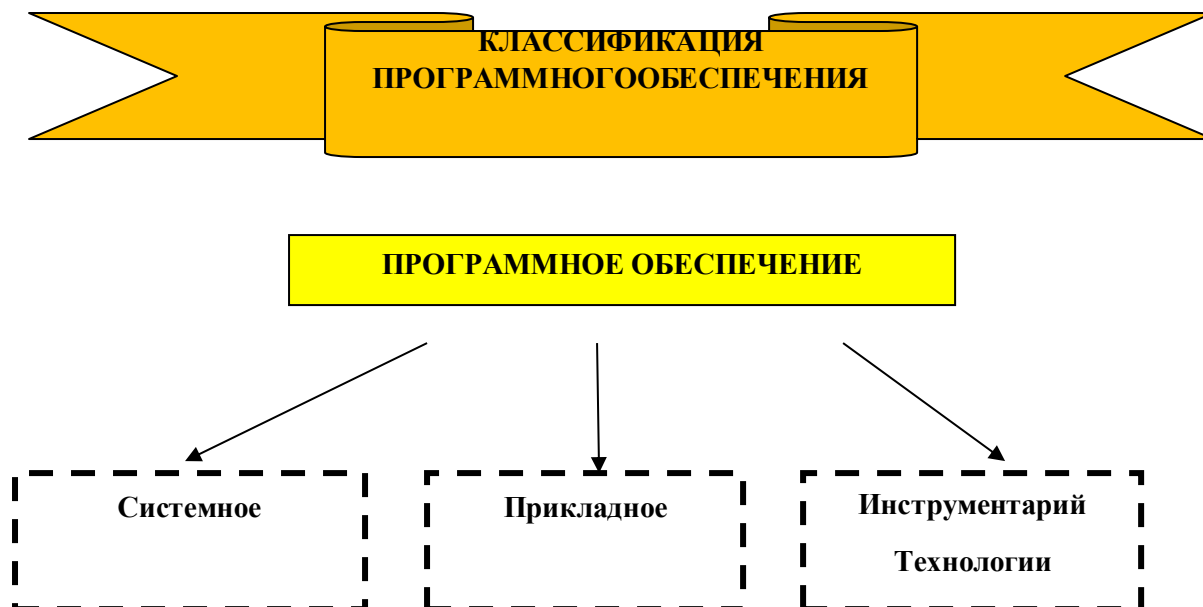 КЛАССИФИКАЦИЯ
ПРОГРАММНОГООБЕСПЕЧЕНИЯ
ПРОГРАММНОЕ ОБЕСПЕЧЕНИЕ
Системное
Прикладное
Инструментарий
Технологии